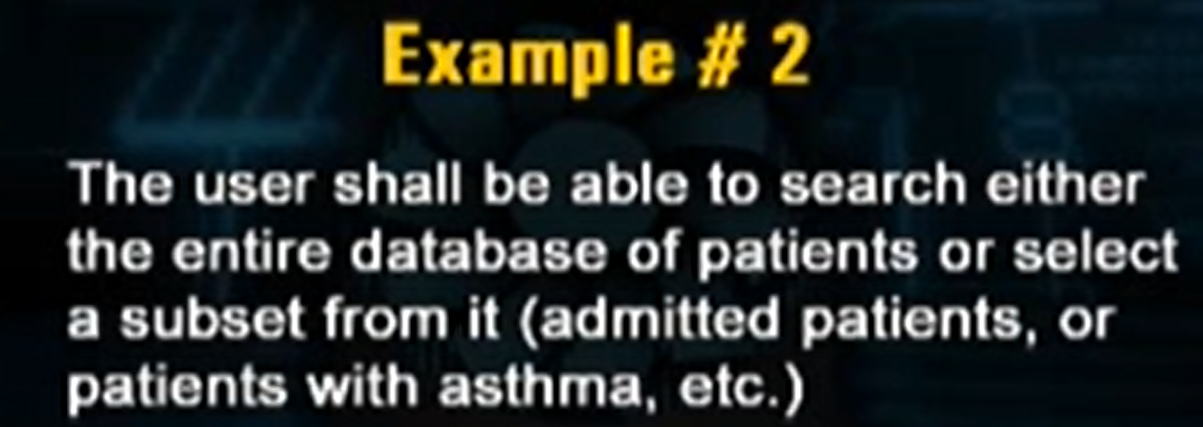 Example # 2
The user shall be able to search either
the entire database of patients or select
a subset from it (admitted patients, or
patients with asthma, etc.)